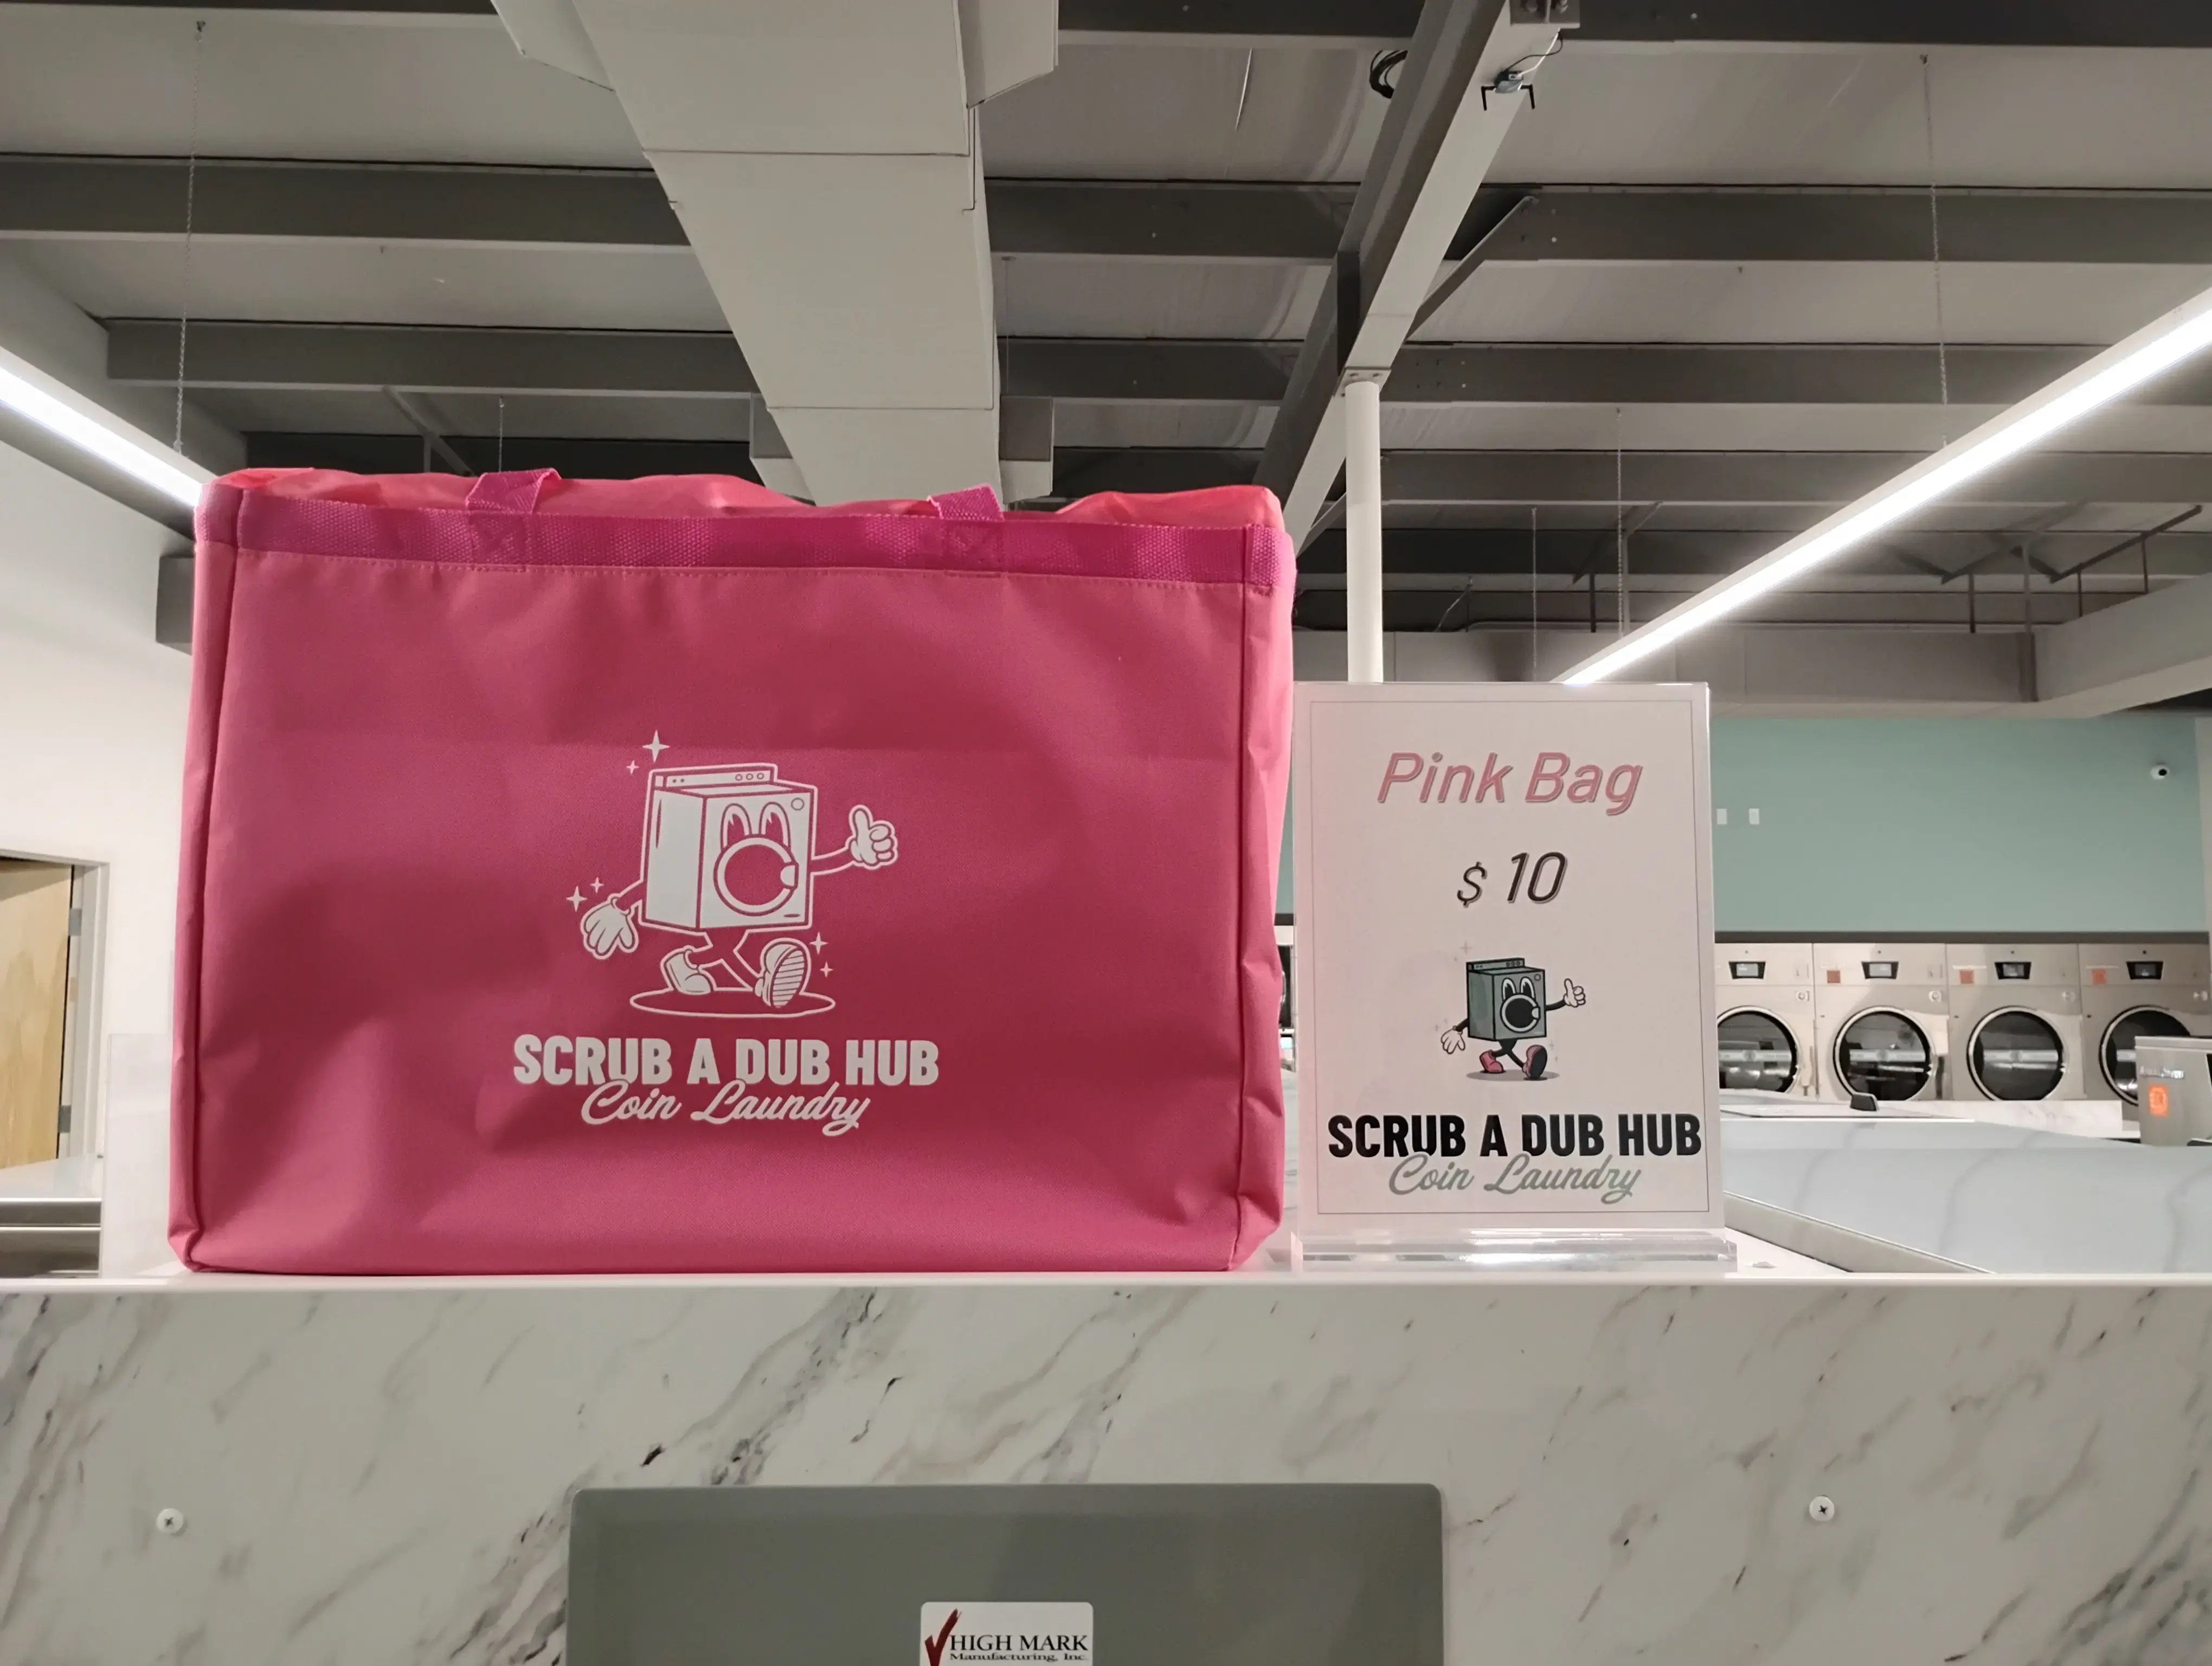 SCRUB A DUB HUB
Coin Laundry
Pink Bag
$ 10
SCRUB A DUB HUB
Coin Laundry
HIGH MARK
Manufacturing, Inc.